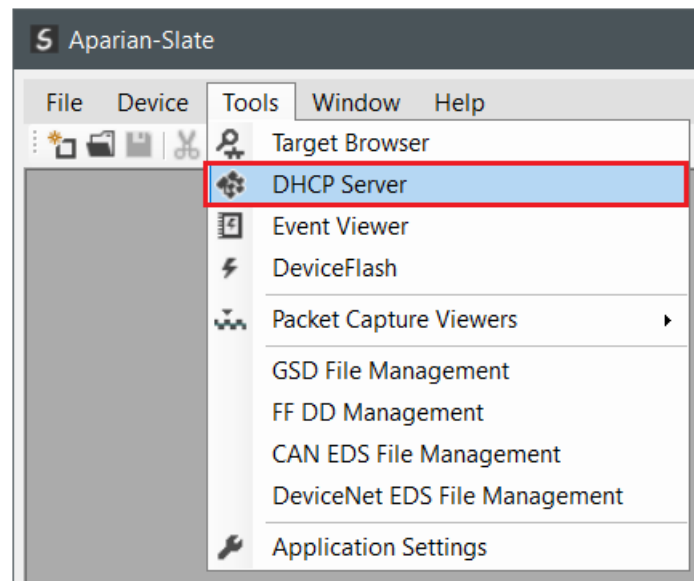 S Aparian-Slate
File Device Tools Window Help
Target Browser
DHCP Server
Event Viewer
DeviceFlash
Packet Capture Viewers
GSD File Management
FF DD Management
CAN EDS File Management
DeviceNet EDS File Management
Application Settings